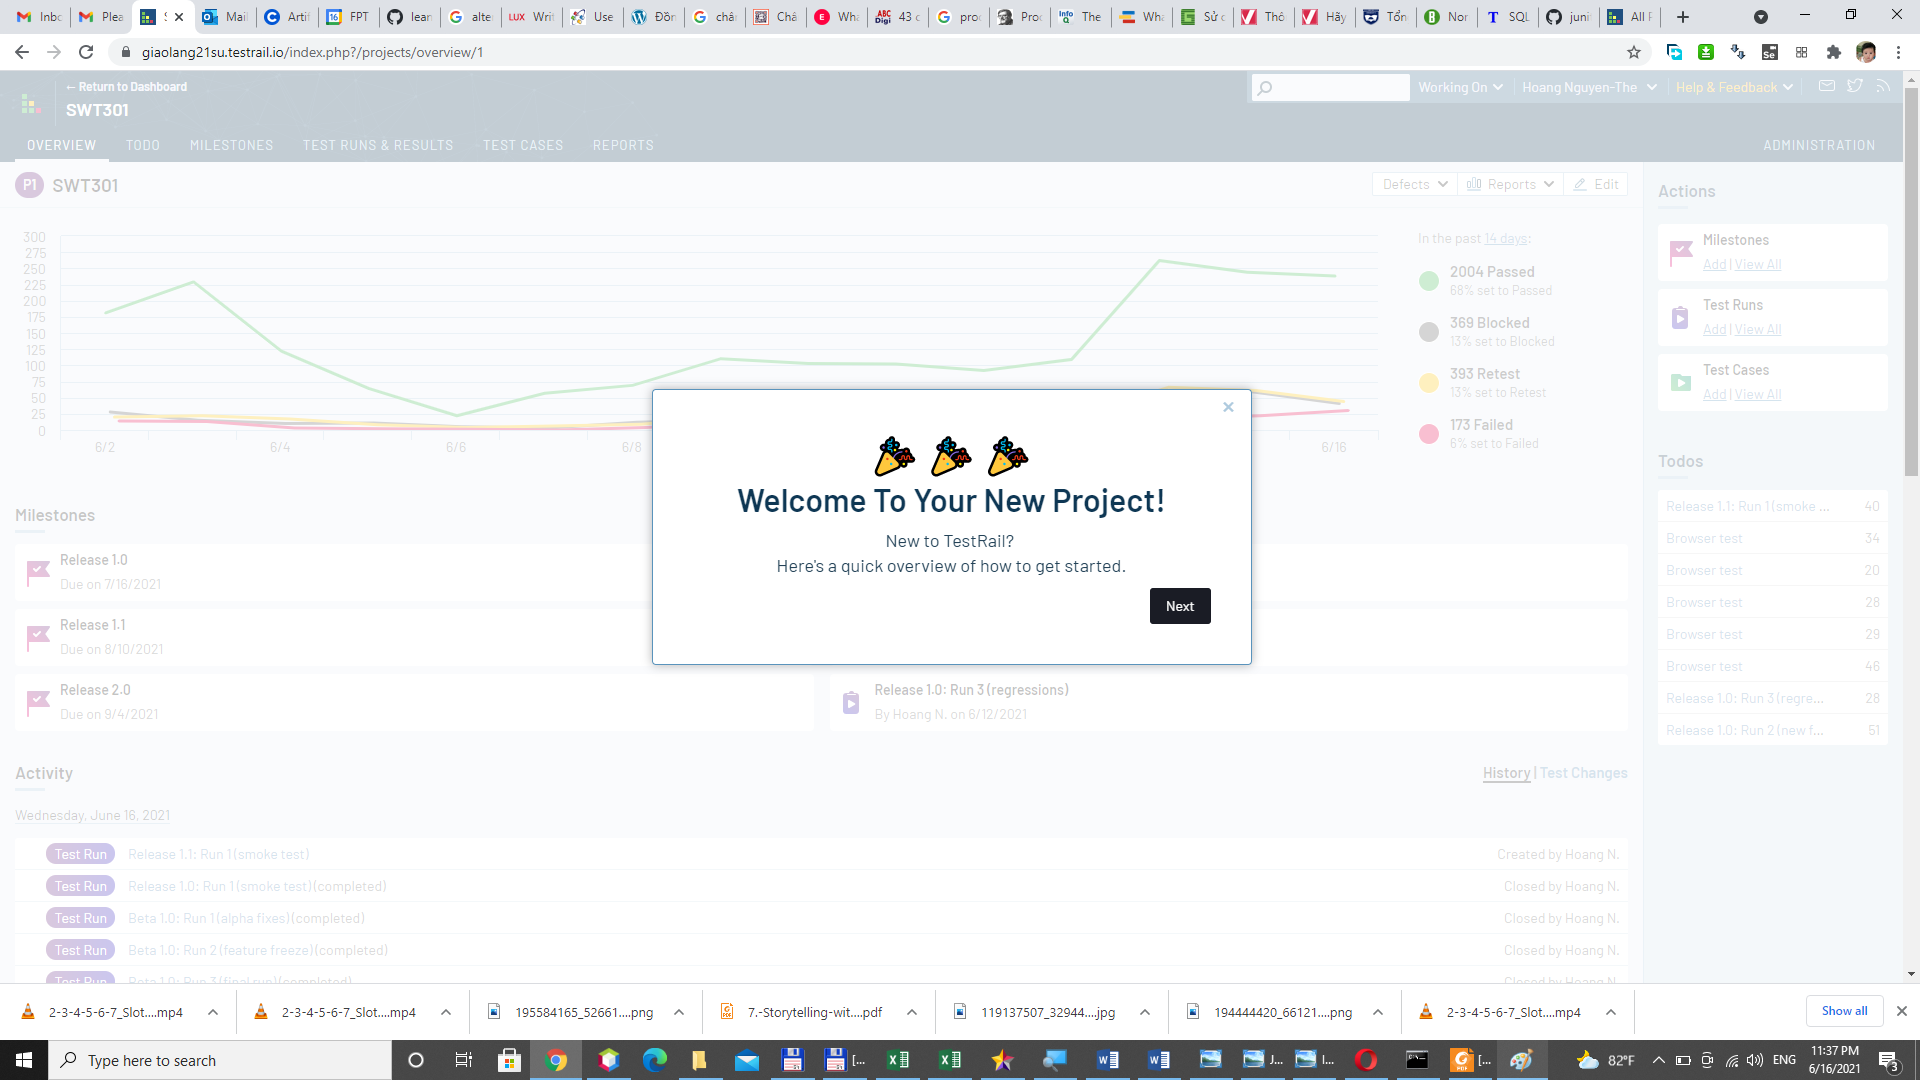 Inbo
Plea
S
Mail
Artif
FPT
lear
alte
Writ
Use
Đồn
châ
Châ
Wha
43 c
proc
Proc
The
Wha
Sử d
Thô
Hãy
Tổn
Nor
SQL
juni
All P
giaolang21su.testrail.io/index.php?/projects/overview/1
← Return to Dashboard
SWT301
Working On
Hoang Nguyen-The
Help & Feedback
OVERVIEW TODO MILESTONES TEST RUNS & RESULTS TEST CASES REPORTS ADMINISTRATION
P1 SWT301
Defects Reports Edit
300
275
250
225
200
175
150
125
100
75
50
25
0
6/2 6/4 6/6 6/8 6/16
In the past 14 days:
2004 Passed
68% set to Passed
369 Blocked
13% set to Blocked
393 Retest
13% set to Retest
173 Failed
6% set to Failed
Actions
Milestones
Add | View All
Test Runs
Add | View All
Test Cases
Add | View All
Todos
Release 1.1: Run 1 (smoke ... 40
Browser test 34
Browser test 20
Browser test 28
Browser test 29
Browser test 46
Release 1.0: Run 3 (regre... 28
Release 1.0: Run 2 (new f... 51
Welcome To Your New Project!
New to TestRail?
Here's a quick overview of how to get started.
Next
Milestones
Release 1.0
Due on 7/16/2021
Release 1.1
Due on 8/10/2021
Release 2.0
Due on 9/4/2021
Release 1.0: Run 3 (regressions)
By Hoang N. on 6/12/2021
Activity
History | Test Changes
Wednesday, June 16, 2021
Test Run Release 1.1: Run 1 (smoke test) Created by Hoang N.
Test Run Release 1.0: Run 1 (smoke test) (completed) Closed by Hoang N.
Test Run Beta 1.0: Run 1 (alpha fixes) (completed) Closed by Hoang N.
Test Run Beta 1.0: Run 2 (feature freeze) (completed) Closed by Hoang N.
Test Run Beta 1.0: Run 3 (final run) (completed) Closed by Hoang N.
2-3-4-5-6-7_Slot....mp4
2-3-4-5-6-7_Slot....mp4
195584165_52661....png
7.-Storytelling-wit....pdf
119137507_32944....jpg
194444420_66121....png
2-3-4-5-6-7_Slot....mp4
Show all
Type here to search
[...
J...
I...
[...
82°F
ENG
11:37 PM
6/16/2021
3